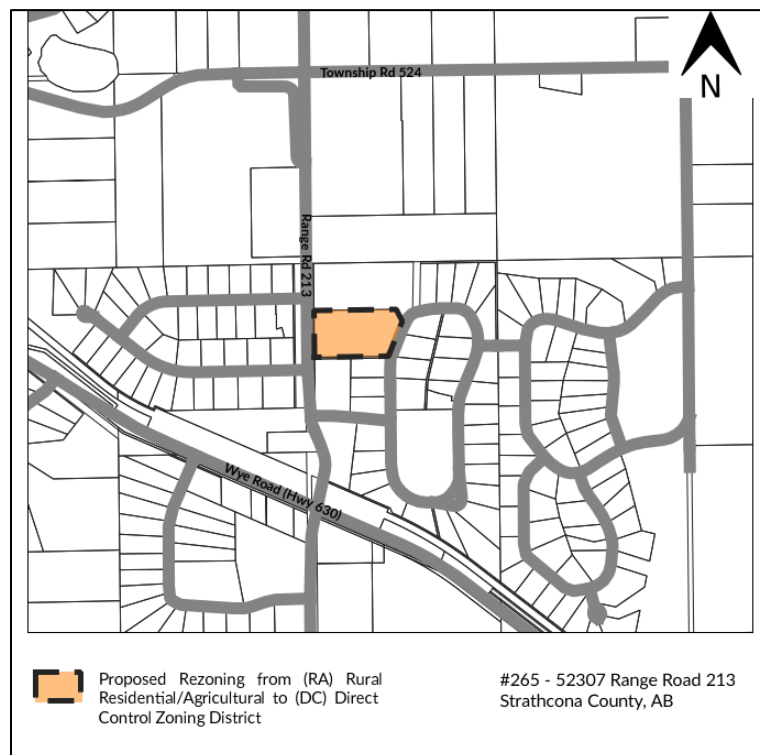 Township Rd 524
N
Range Rd 213
Wye Road (Hwy 630)
Proposed Rezoning from (RA) Rural
Residential/Agricultural to (DC) Direct
Control Zoning District
#265 - 52307 Range Road 213
Strathcona County, AB